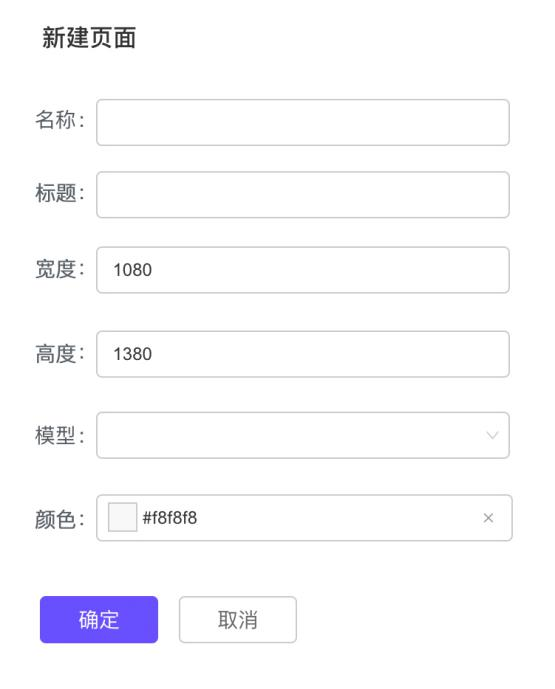 新建页面
名称：
标题：
宽度： 1080
高度： 1380
模型：
颜色： #f8f8f8
确定 取消